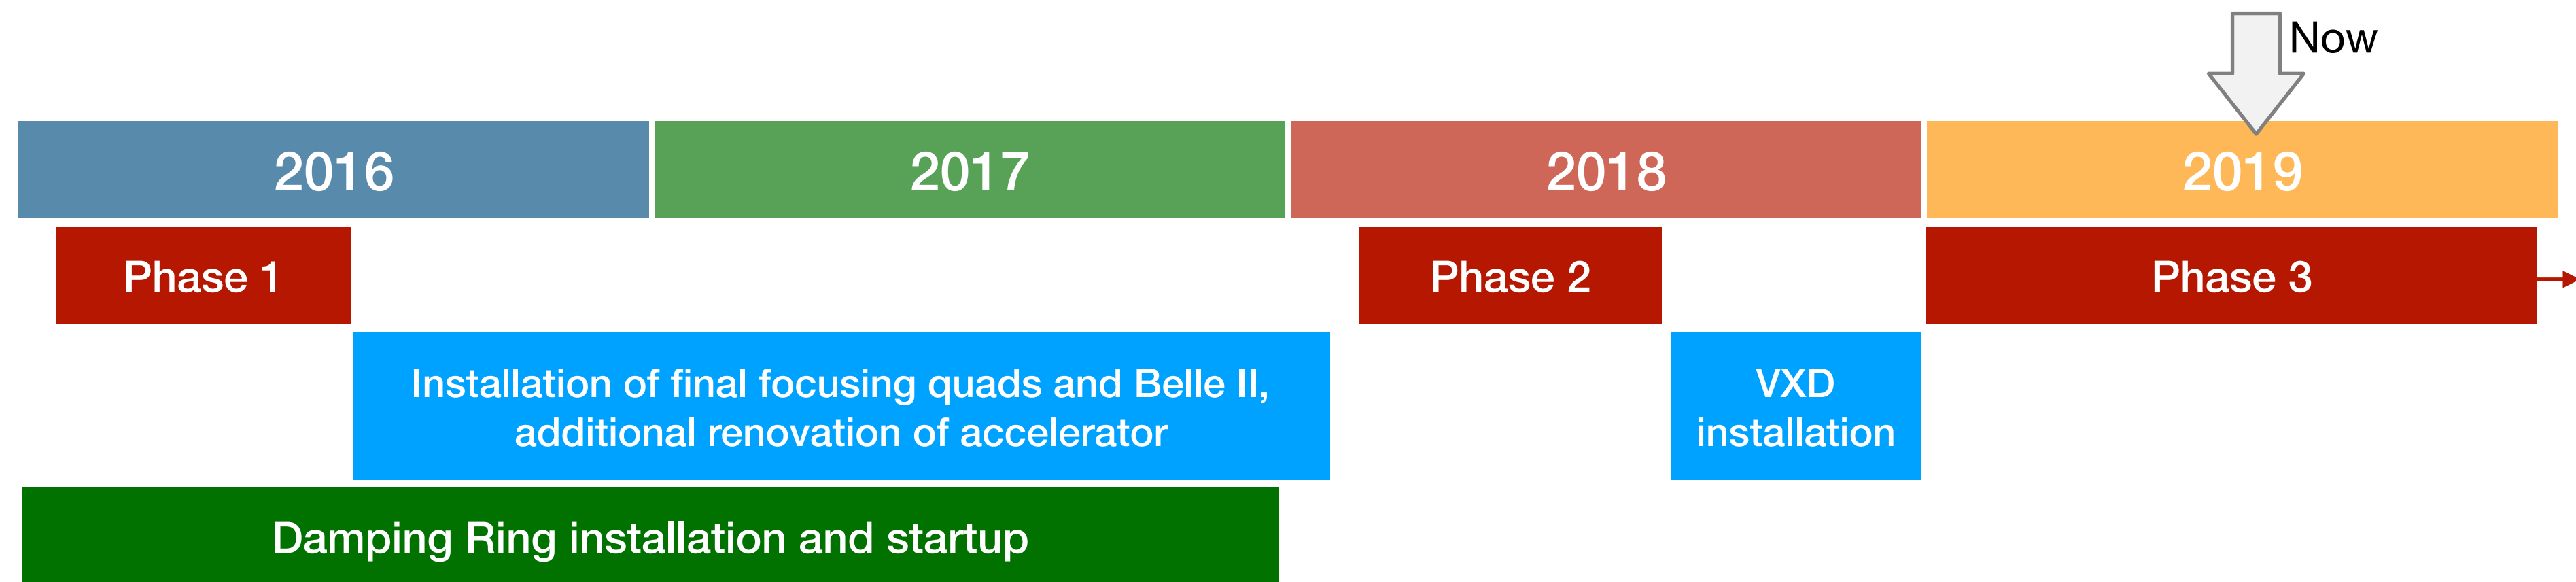 Now
2016
2017
2018
2019
Phase 1
Phase 2
Phase 3
Installation of final focusing quads and Belle II,
additional renovation of accelerator
VXD
installation
Damping Ring installation and startup